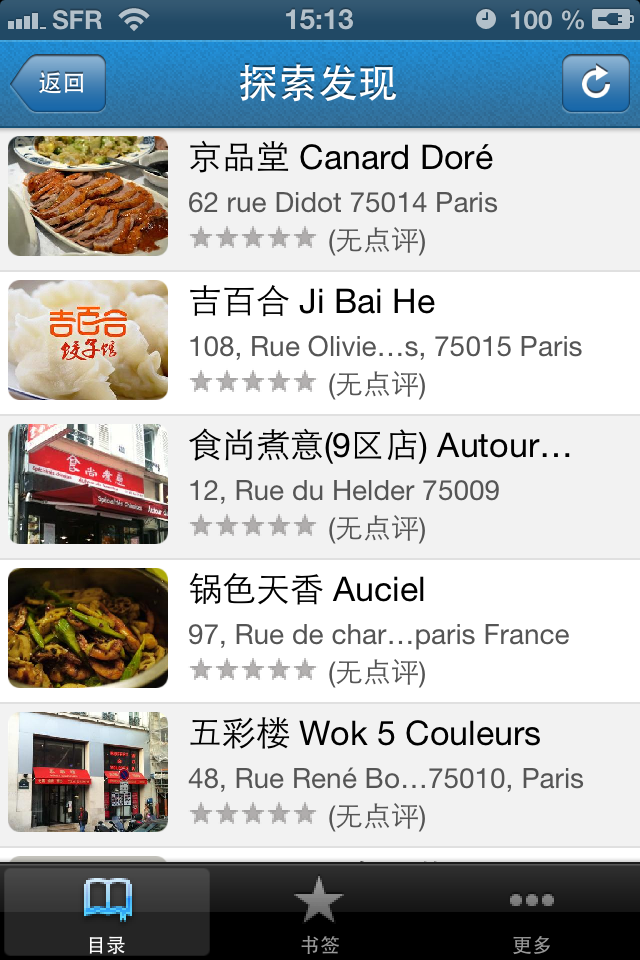 SFR 15:13 100 %
返回 探索发现
京品堂 Canard Doré
62 rue Didot 75014 Paris
(无点评)
吉百合
饺子馆
吉百合 Ji Bai He
108, Rue Olivie…s, 75015 Paris
(无点评)
食尚煮意
食尚煮意(9区店) Autour…
12, Rue du Helder 75009
(无点评)
锅色天香 Auciel
97, Rue de char…paris France
(无点评)
五彩楼 Wok 5 Couleurs
48, Rue René Bo…75010, Paris
(无点评)
目录 书签 更多